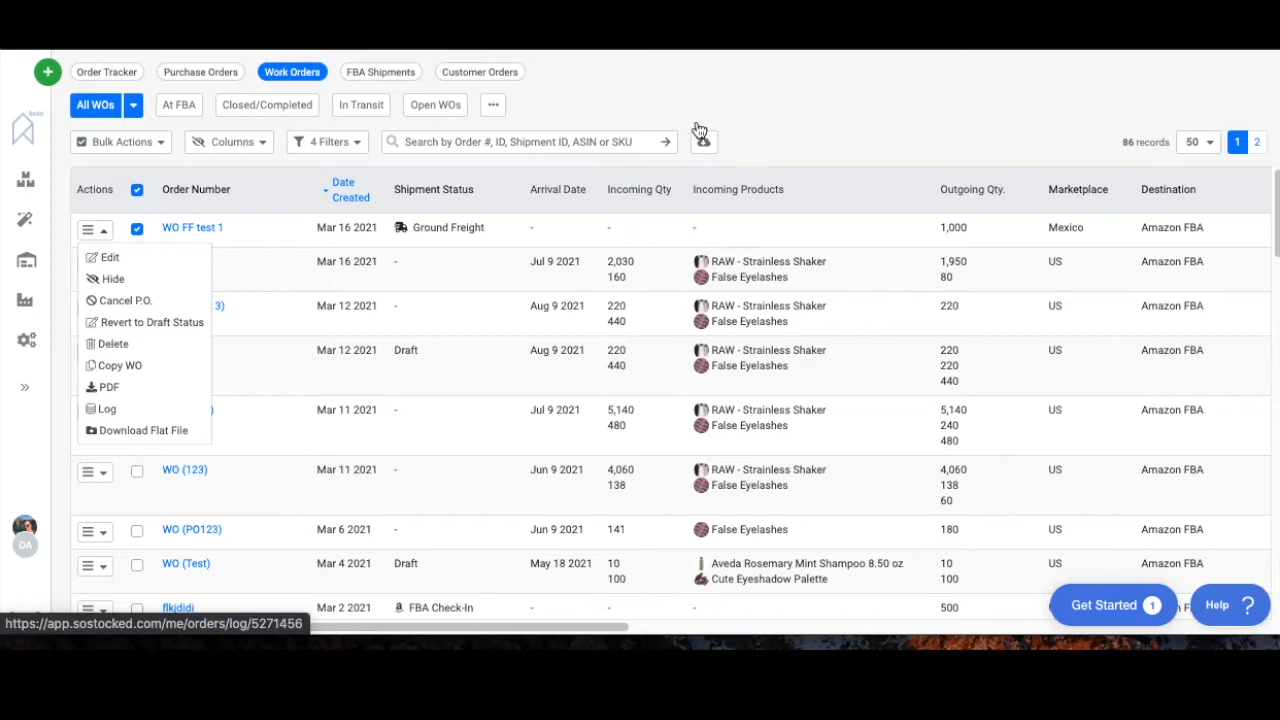 Order Tracker Purchase Orders Work Orders FBA Shipments Customer Orders
beta
All WOs At FBA Closed/Completed In Transit Open WOs ...
Bulk Actions Columns 4 Filters Search by Order #, ID, Shipment ID, ASIN or SKU 86 records 50 1 2
Actions Order Number Date Created Shipment Status Arrival Date Incoming Qty Incoming Products Outgoing Qty. Marketplace Destination
WO FF test 1 Mar 16 2021 Ground Freight - - - 1,000 Mexico Amazon FBA
Edit
Hide
Cancel P.O.
Revert to Draft Status
Delete
Copy WO
PDF
Log
Download Flat File
Mar 16 2021 - Jul 9 2021 2,030 RAW - Strainless Shaker 1,950 US Amazon FBA
160 False Eyelashes 80
3) Mar 12 2021 - Aug 9 2021 220 RAW - Strainless Shaker 220 US Amazon FBA
440 False Eyelashes
Mar 12 2021 Draft Aug 9 2021 220 RAW - Strainless Shaker 220 US Amazon FBA
440 False Eyelashes 220
440
) Mar 11 2021 - Jul 9 2021 5,140 RAW - Strainless Shaker 5,140 US Amazon FBA
480 False Eyelashes 240
480
WO (123) Mar 11 2021 - Jun 9 2021 4,060 RAW - Strainless Shaker 4,060 US Amazon FBA
138 False Eyelashes 138
60
WO (PO123) Mar 6 2021 - Jun 9 2021 141 False Eyelashes 180 US Amazon FBA
WO (Test) Mar 4 2021 Draft May 18 2021 10 Aveda Rosemary Mint Shampoo 8.50 oz 10 US Amazon FBA
100 Cute Eyeshadow Palette 100
flkjdidj Mar 2 2021 FBA Check-In - - - 500
DA
Get Started 1 Help ?
https://app.sostocked.com/me/orders/log/5271456